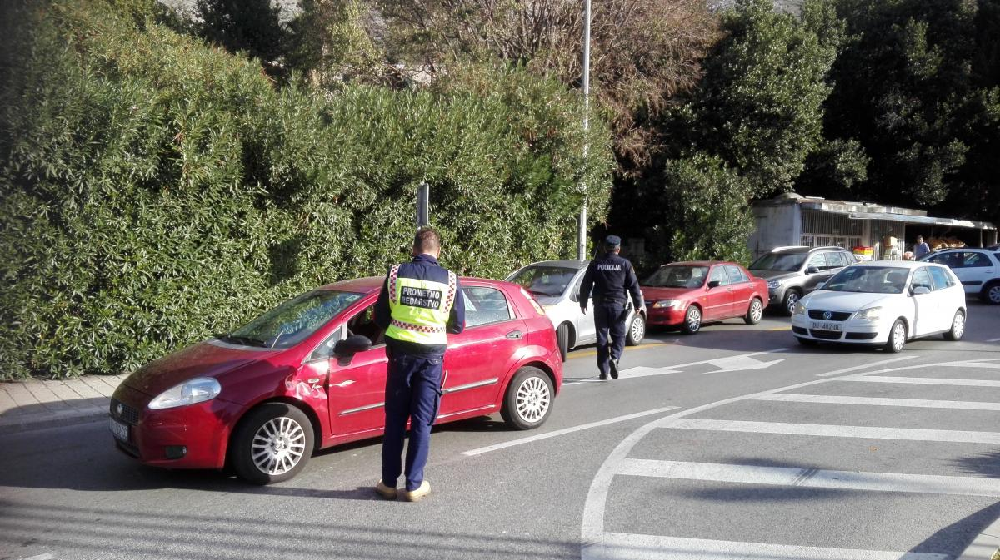 POLICIJA
PROMETNO
REDARSTVO
DU·402·DL